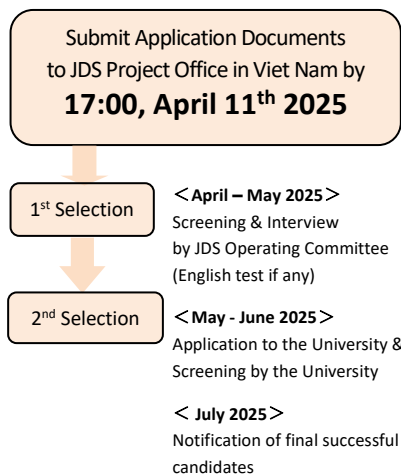 Submit Application Documents
to JDS Project Office in Viet Nam by
17:00, April 11th 2025
1st Selection
＜April – May 2025＞
Screening & Interview
by JDS Operating Committee
(English test if any)
2nd Selection
＜May - June 2025＞
Application to the University &
Screening by the University
＜ July 2025＞
Notification of final successful
candidates